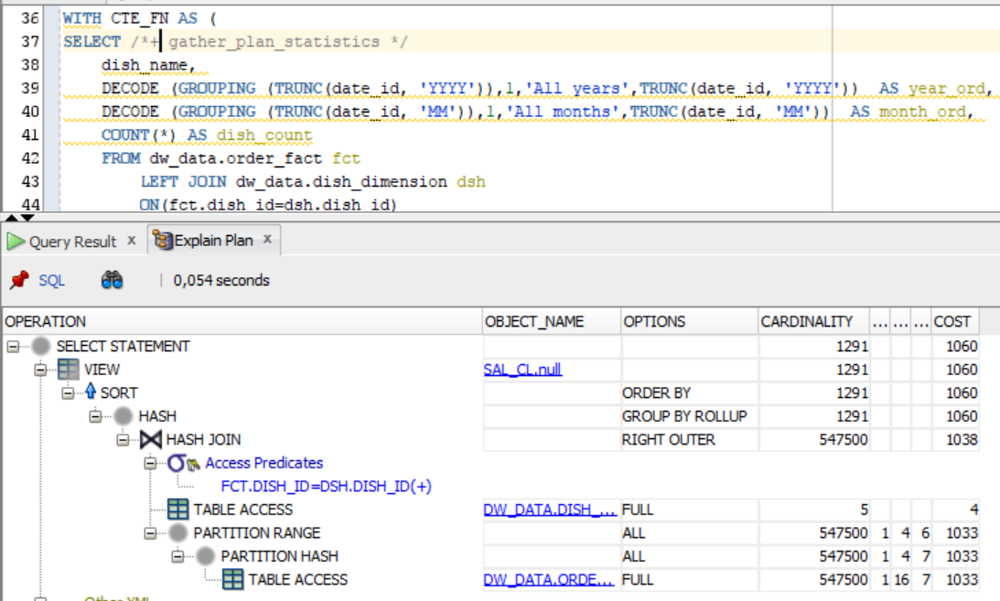 36 WITH CTE_FN AS (
37 SELECT /*+ gather_plan_statistics */
38 dish_name,
39 DECODE (GROUPING (TRUNC(date_id, 'YYYY')),1,'All years',TRUNC(date_id, 'YYYY')) AS year_ord,
40 DECODE (GROUPING (TRUNC(date_id, 'MM')),1,'All months',TRUNC(date_id, 'MM')) AS month_ord,
41 COUNT(*) AS dish_count
42 FROM dw_data.order_fact fct
43 LEFT JOIN dw_data.dish_dimension dsh
44 ON(fct.dish_id=dsh.dish_id)
Query Result x Explain Plan x
SQL | 0,054 seconds
OPERATION OBJECT_NAME OPTIONS CARDINALITY ... ... ... COST
SELECT STATEMENT 1291 1060
VIEW SAL_CL.null 1291 1060
SORT ORDER BY 1291 1060
HASH GROUP BY ROLLUP 1291 1060
HASH JOIN RIGHT OUTER 547500 1038
Access Predicates
FCT.DISH_ID=DSH.DISH_ID(+)
TABLE ACCESS DW_DATA.DISH_... FULL 5 4
PARTITION RANGE ALL 547500 1 4 6 1033
PARTITION HASH ALL 547500 1 4 7 1033
TABLE ACCESS DW_DATA.ORDE... FULL 547500 1 16 7 1033
Other XML